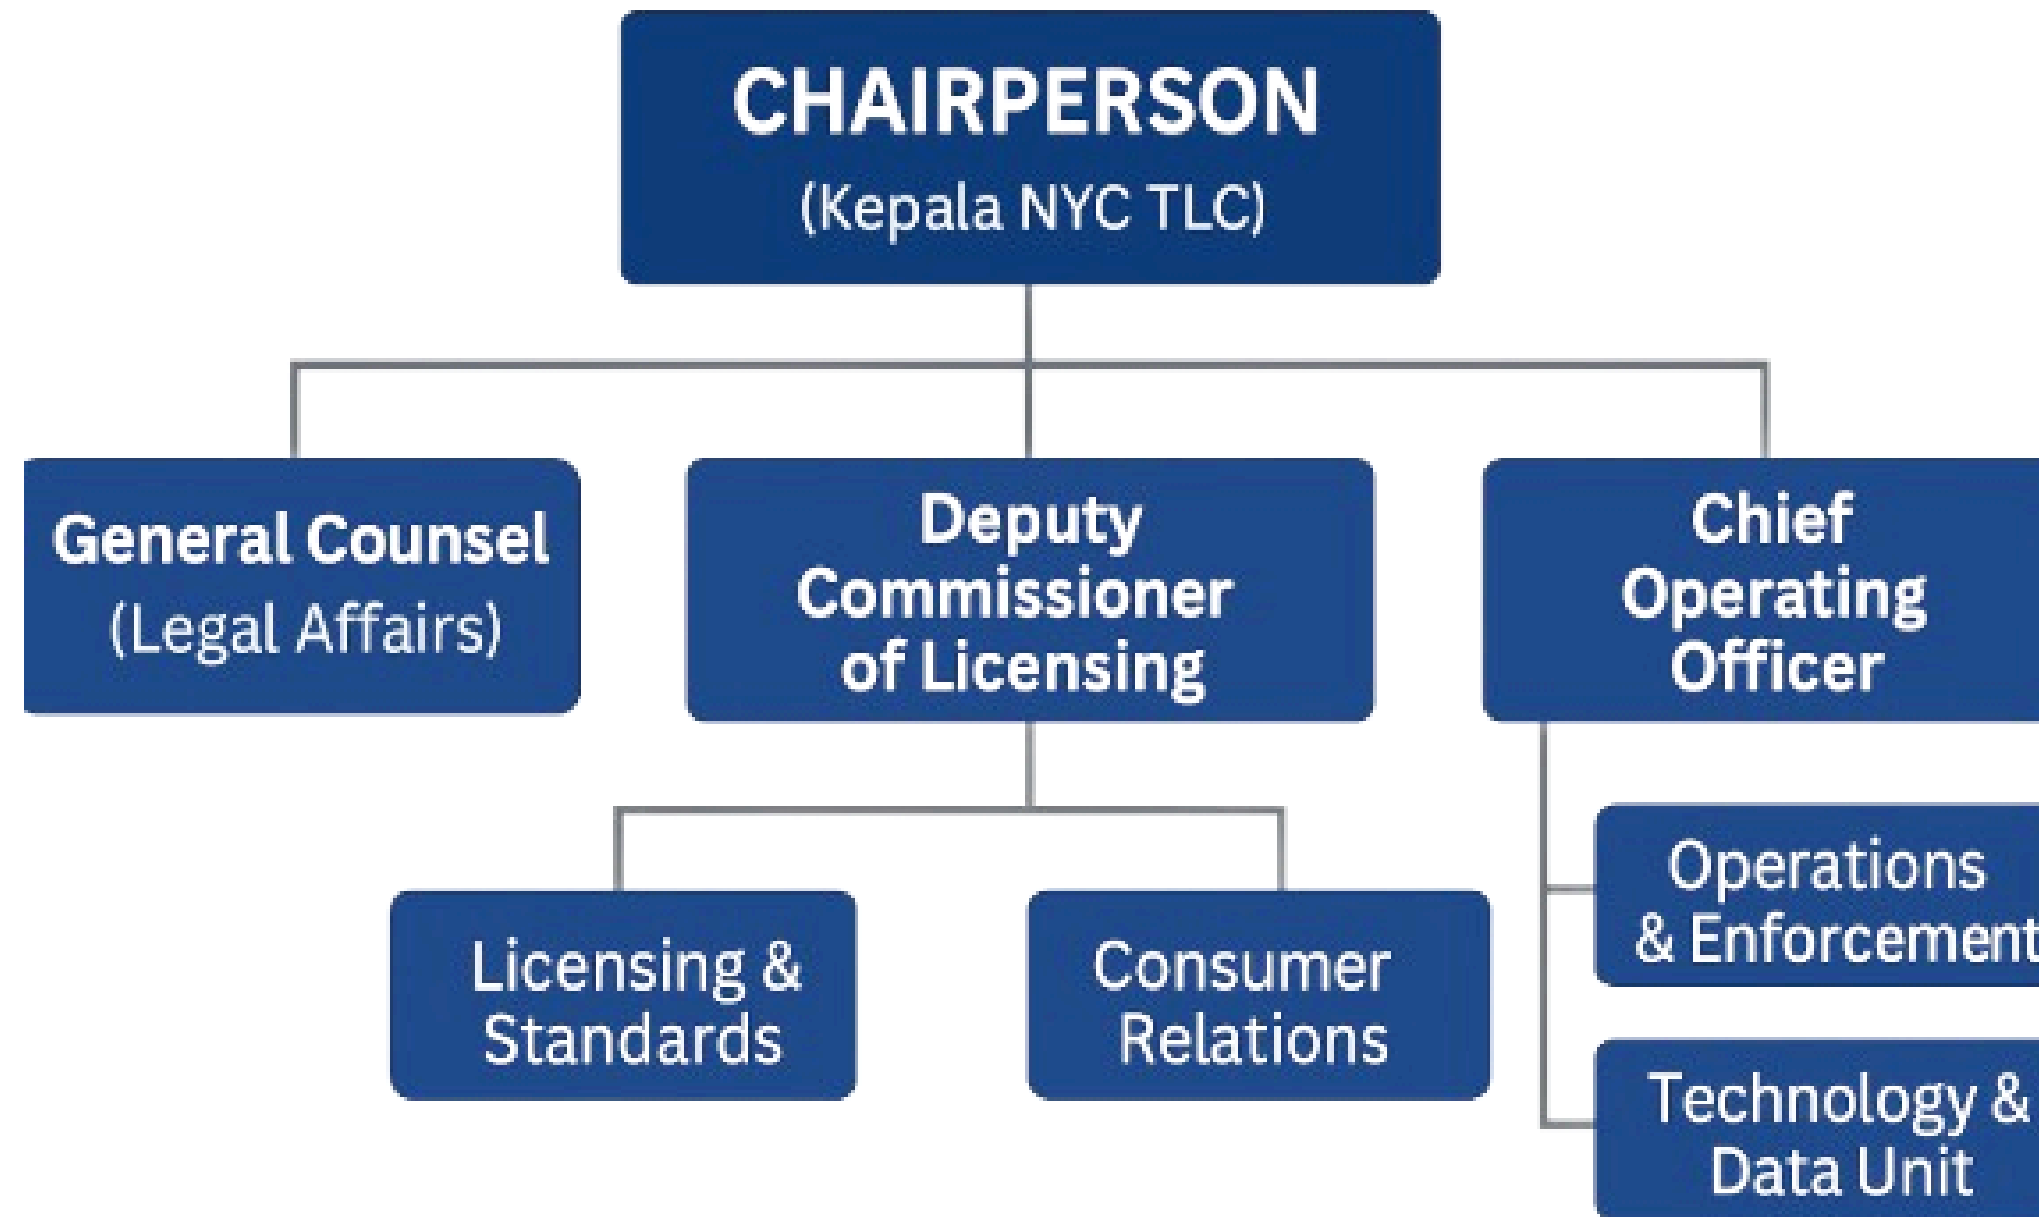 CHAIRPERSON
(Kepala NYC TLC)
General Counsel
(Legal Affairs)
Deputy
Commissioner
of Licensing
Chief
Operating
Officer
Licensing &
Standards
Consumer
Relations
Operations
& Enforcement
Technology &
Data Unit